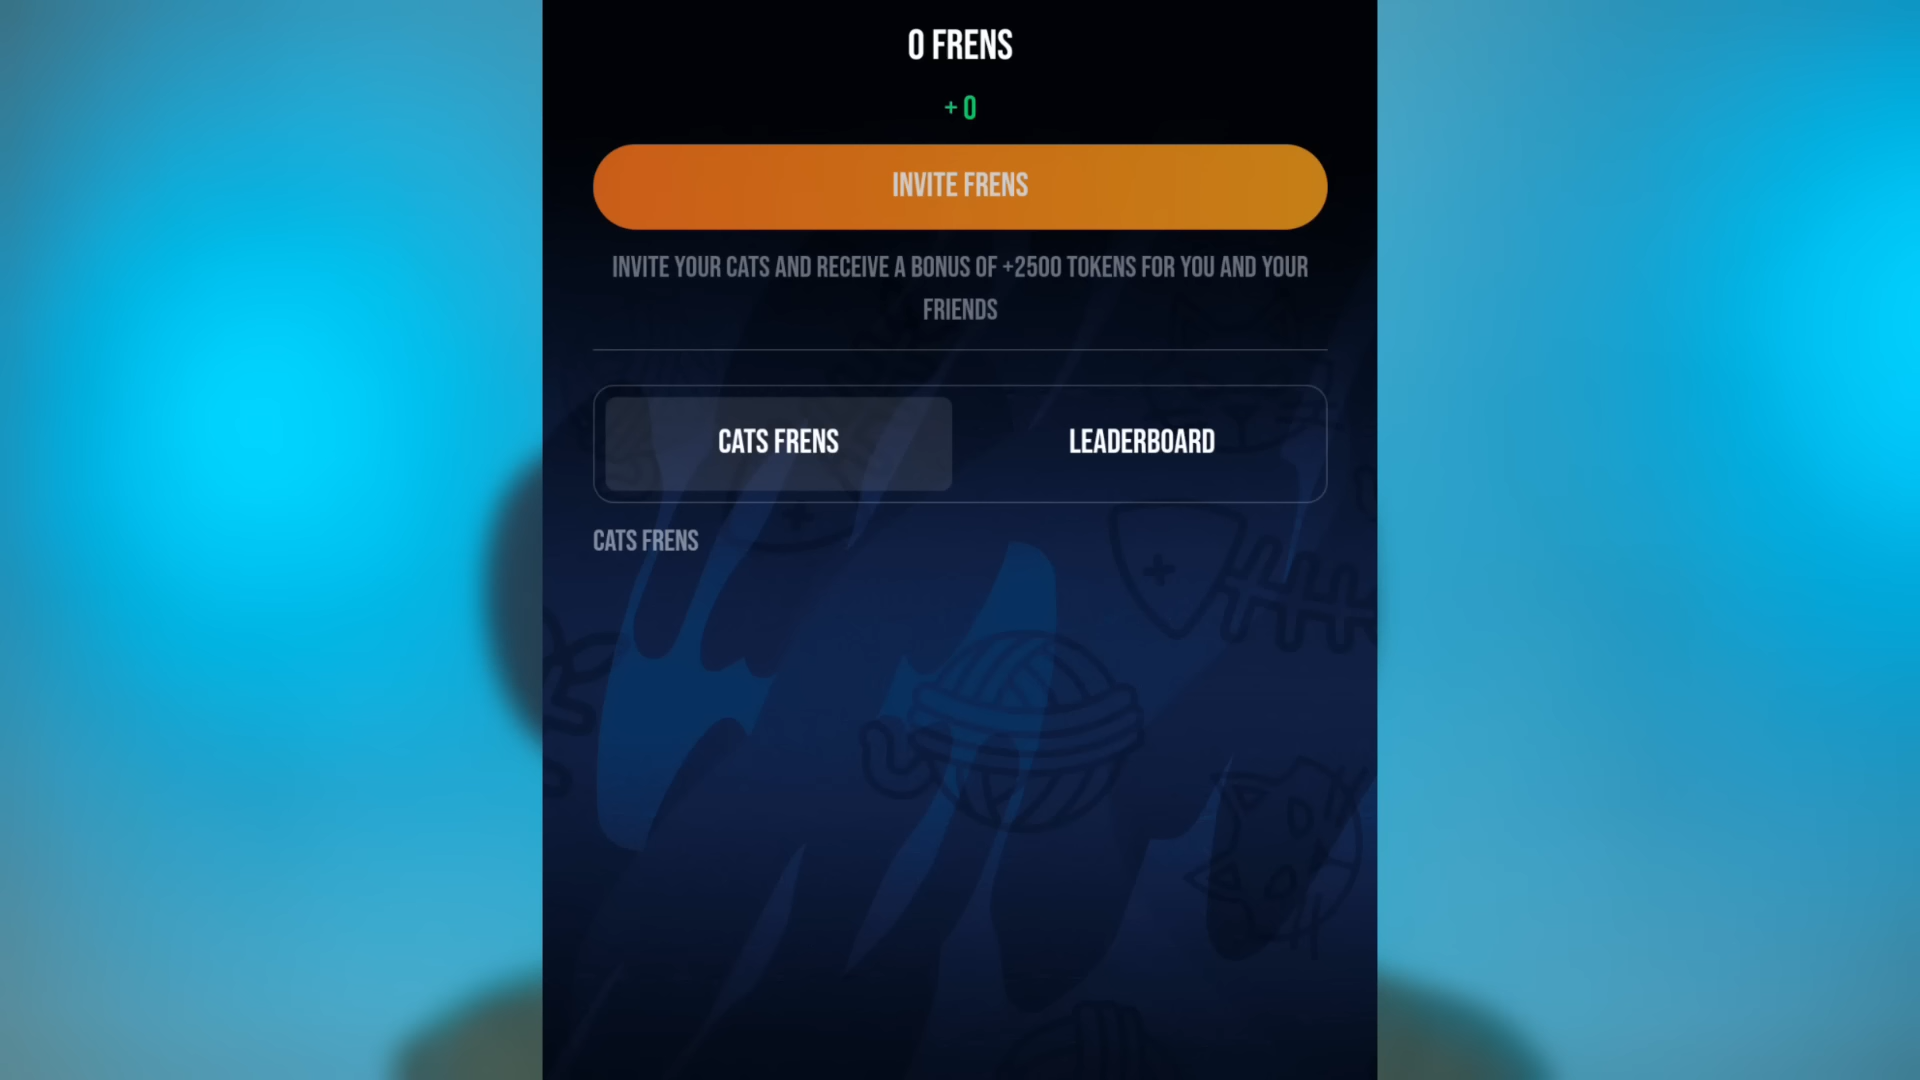 0 FRENS
+ 0
INVITE FRENS
INVITE YOUR CATS AND RECEIVE A BONUS OF +2500 TOKENS FOR YOU AND YOUR
FRIENDS
CATS FRENS
LEADERBOARD
CATS FRENS